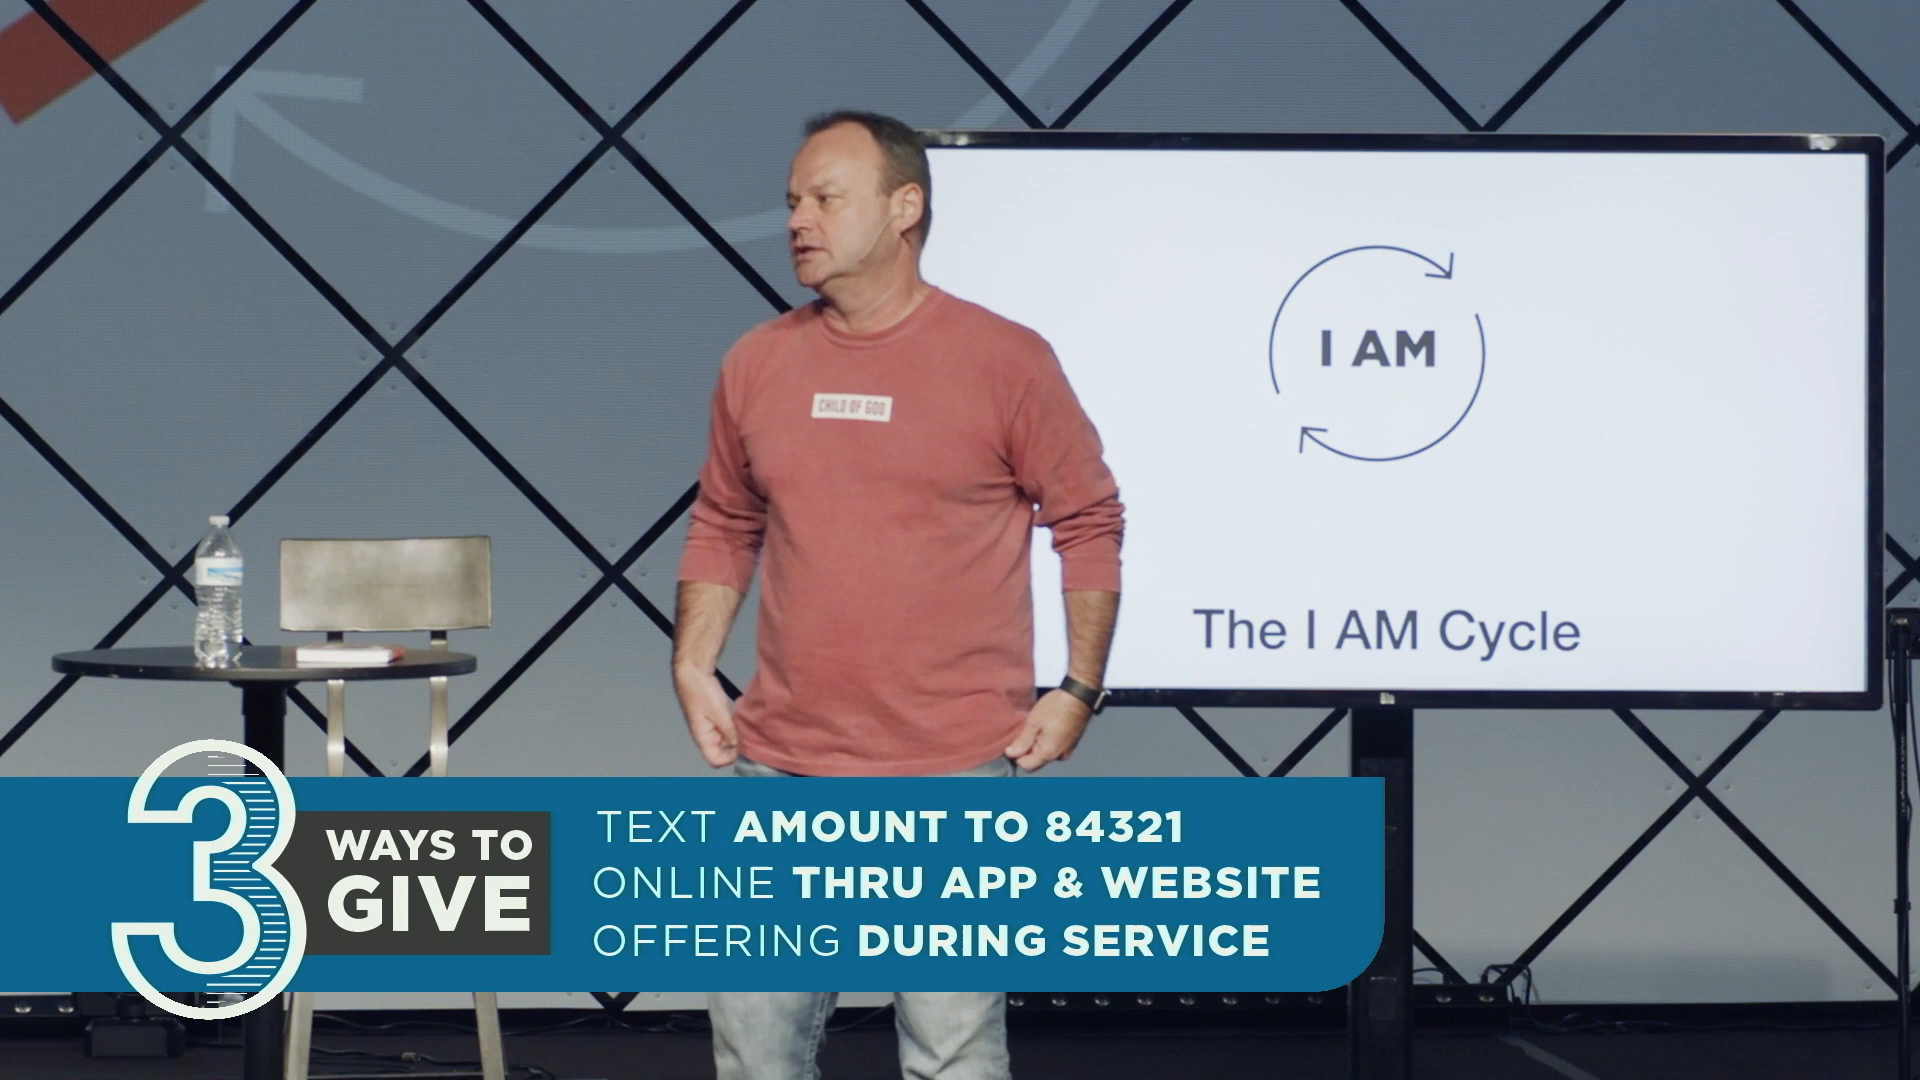 CHILD OF GOD
I AM
The I AM Cycle
3
WAYS TO
GIVE
TEXT AMOUNT TO 84321
ONLINE THRU APP & WEBSITE
OFFERING DURING SERVICE